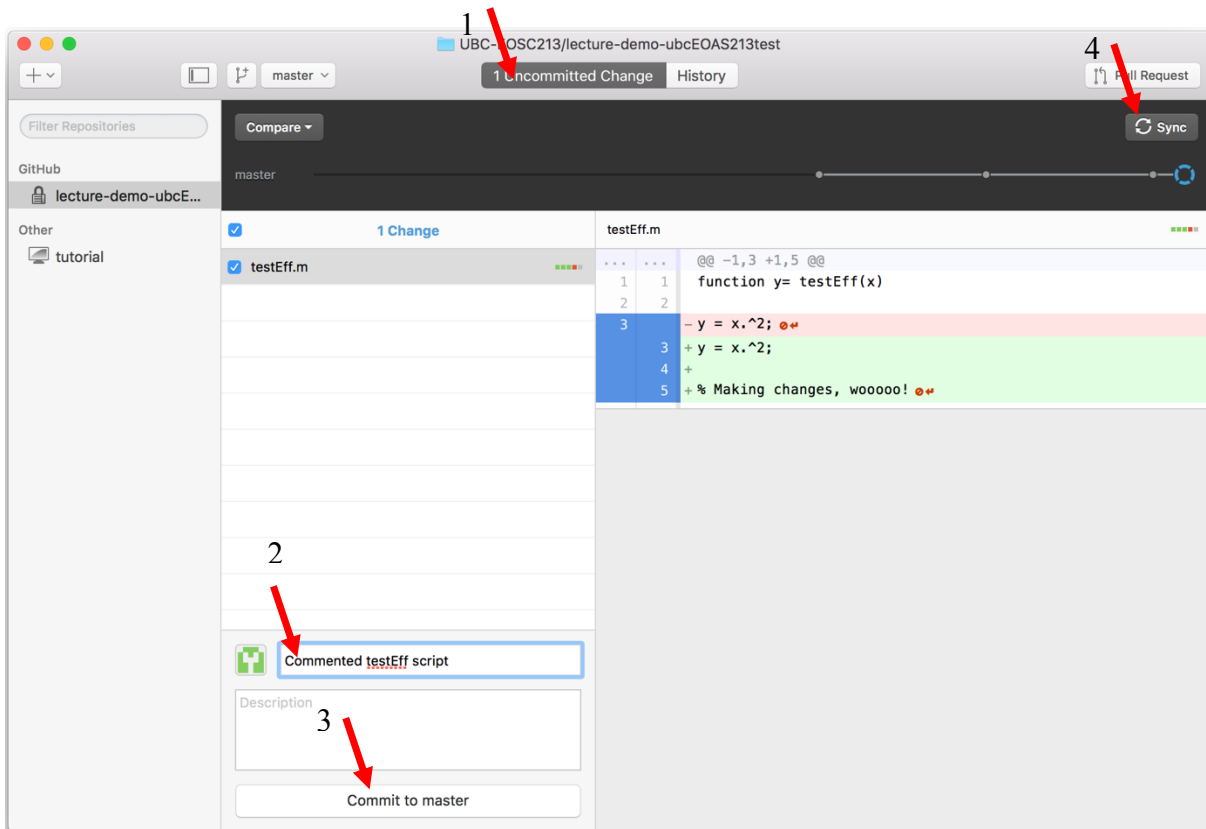 1
UBC-EOSC213/lecture-demo-ubcEOAS213test
4
master
1 Uncommitted Change
History
Pull Request
Filter Repositories
Compare
Sync
GitHub
master
lecture-demo-ubcE...
Other
tutorial
1 Change
testEff.m
testEff.m
... ... @@ -1,3 +1,5 @@
1 1 function y= testEff(x)
2 2
3 - y = x.^2;
3 + y = x.^2;
4 +
5 + % Making changes, wooooo!
2
Commented testEff script
Description
3
Commit to master